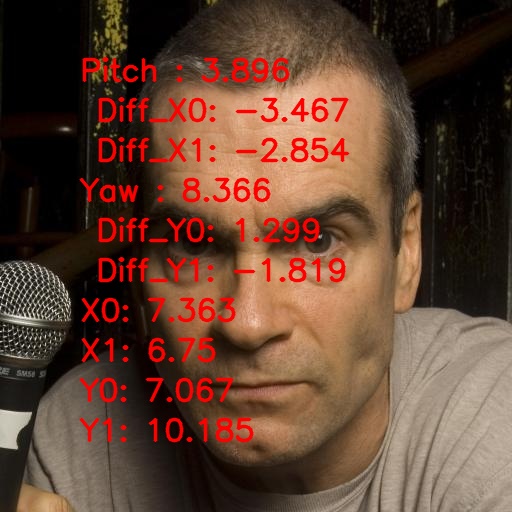 Pitch : 3.896
Diff_X0: -3.467
Diff_X1: -2.854
Yaw : 8.366
Diff_Y0: 1.299
Diff_Y1: -1.819
X0: 7.363
X1: 6.75
Y0: 7.067
Y1: 10.185
SM58